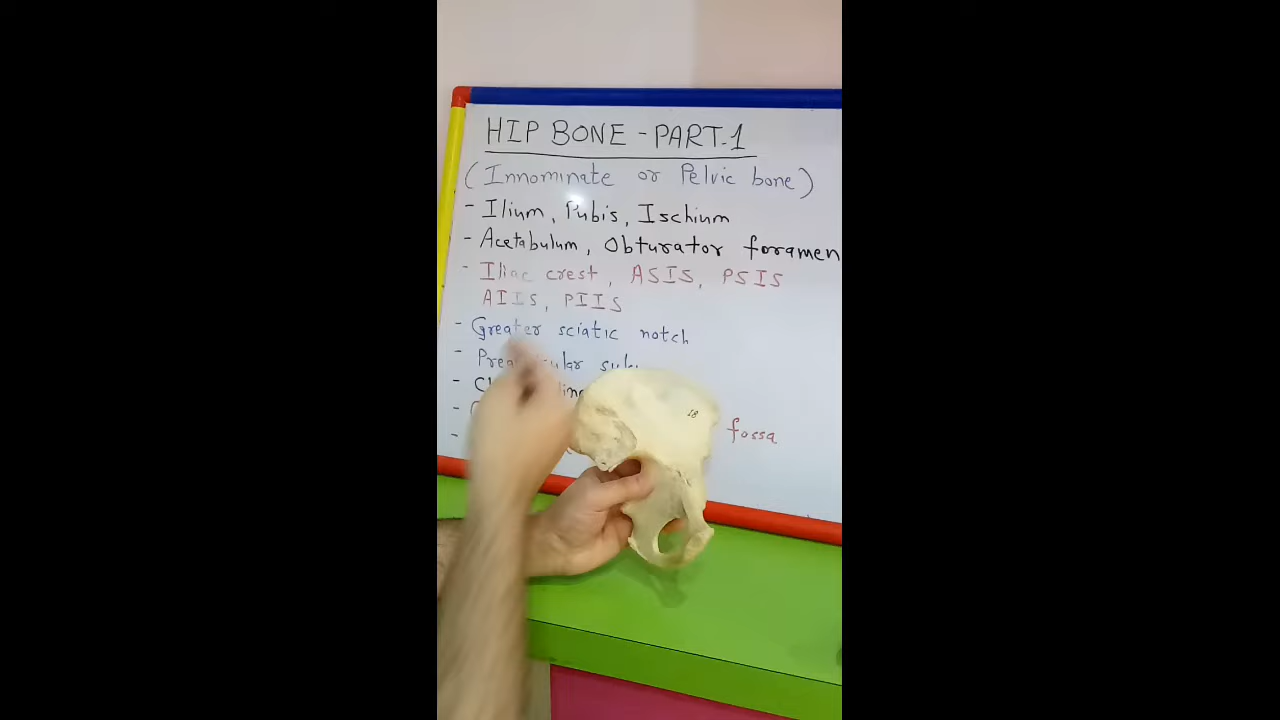 HIP BONE - PART.1
(Innominate or Pelvic bone)
- Ilium, Pubis, Ischium
- Acetabulum, Obturator foramen
- Iliac crest, ASIS, PSIS
AIIS, PIIS
- Greater sciatic notch
-
-
- fossa
-
18